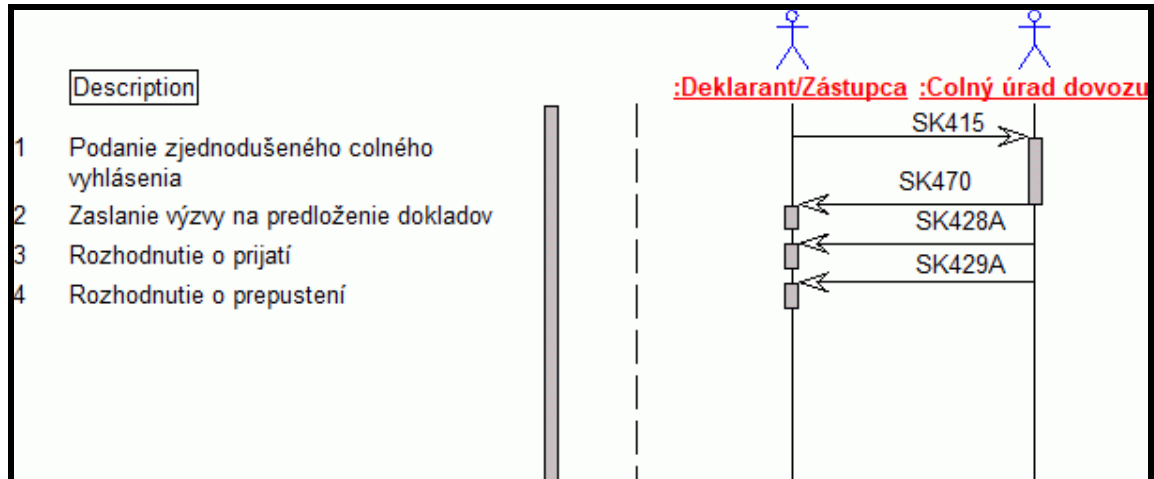 :Deklarant/Zástupca :Colný úrad dovozu
Description
SK415
1 Podanie zjednodušeného colného
vyhlásenia
SK470
2 Zaslanie výzvy na predloženie dokladov
SK428A
3 Rozhodnutie o prijatí
SK429A
4 Rozhodnutie o prepustení